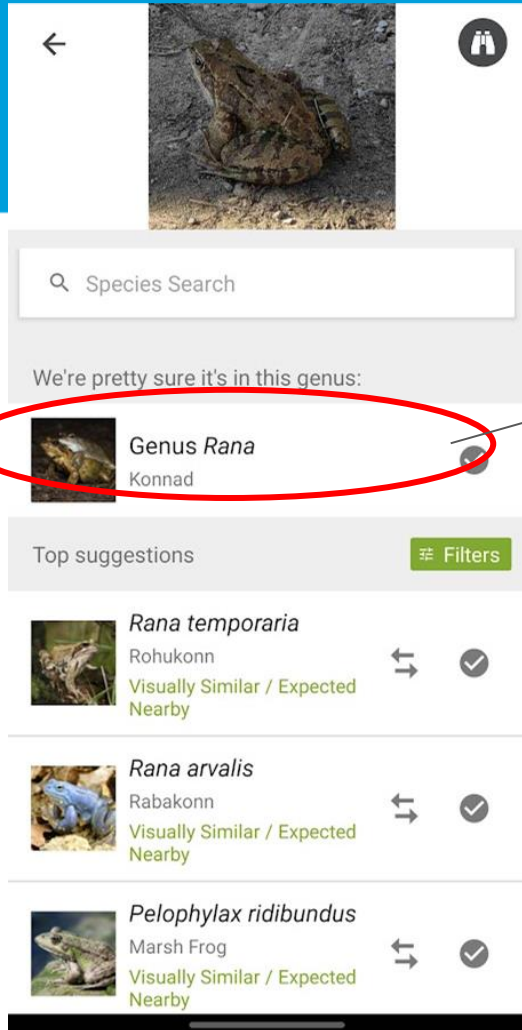 Species Search
We're pretty sure it's in this genus:
Genus Rana
Konnad
Top suggestions
Filters
Rana temporaria
Rohukonn
Visually Similar / Expected
Nearby
Rana arvalis
Rabakonn
Visually Similar / Expected
Nearby
Pelophylax ridibundus
Marsh Frog
Visually Similar / Expected
Nearby